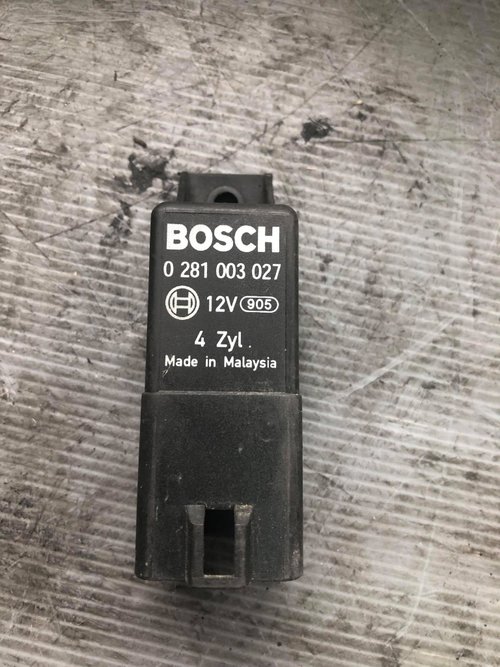 BOSCH
0 281 003 027
12V 905
4 Zyl.
Made in Malaysia